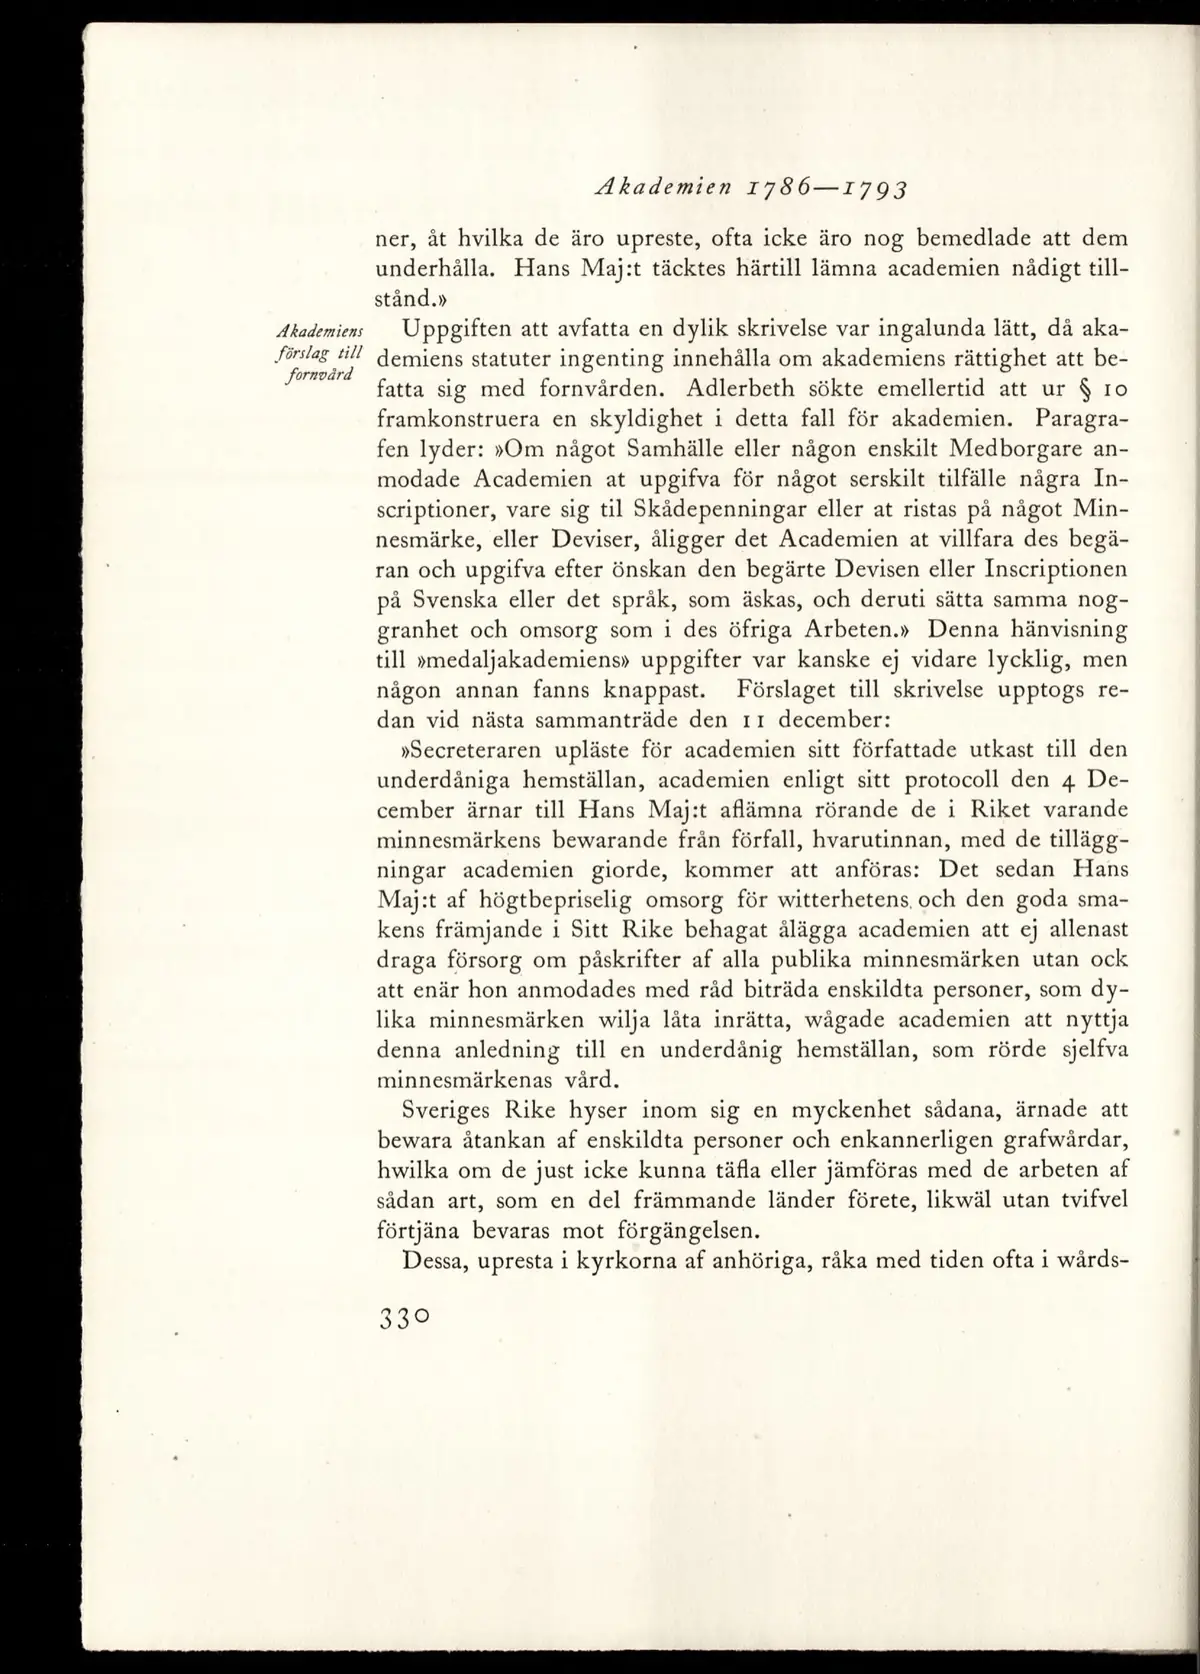 Akademien 1786—1793
ner, åt hvilka de äro upreste, ofta icke äro nog bemedlade att dem
underhålla. Hans Maj:t täcktes härtill lämna academien nådigt till-
stånd.»
Akademiens
förslag till
fornvård
Uppgiften att avfatta en dylik skrivelse var ingalunda lätt, då aka-
demiens statuter ingenting innehålla om akademiens rättighet att be-
fatta sig med fornvården. Adlerbeth sökte emellertid att ur § 10
framkonstruera en skyldighet i detta fall för akademien. Paragra-
fen lyder: »Om något Samhälle eller någon enskilt Medborgare an-
modade Academien at upgifva för något serskilt tilfälle några In-
scriptioner, vare sig til Skådepenningar eller at ristas på något Min-
nesmärke, eller Deviser, åligger det Academien at villfara des begä-
ran och upgifva efter önskan den begärte Devisen eller Inscriptionen
på Svenska eller det språk, som äskas, och deruti sätta samma nog-
granhet och omsorg som i des öfriga Arbeten.» Denna hänvisning
till »medaljakademiens» uppgifter var kanske ej vidare lycklig, men
någon annan fanns knappast. Förslaget till skrivelse upptogs re-
dan vid nästa sammanträde den 11 december:
»Secreteraren upläste för academien sitt författade utkast till den
underdåniga hemställan, academien enligt sitt protocoll den 4 De-
cember ärnar till Hans Maj:t aflämna rörande de i Riket varande
minnesmärkens bewarande från förfall, hvarutinnan, med de tillägg-
ningar academien giorde, kommer att anföras: Det sedan Hans
Maj:t af högtbepriselig omsorg för witterhetens och den goda sma-
kens främjande i Sitt Rike behagat ålägga academien att ej allenast
draga försorg om påskrifter af alla publika minnesmärken utan ock
att enär hon anmodades med råd biträda enskildta personer, som dy-
lika minnesmärken wilja låta inrätta, wågade academien att nyttja
denna anledning till en underdånig hemställan, som rörde sjelfva
minnesmärkenas vård.
Sveriges Rike hyser inom sig en myckenhet sådana, ärnade att
bewara åtankan af enskildta personer och enkannerligen grafwårdar,
hwilka om de just icke kunna täfla eller jämföras med de arbeten af
sådan art, som en del främmande länder förete, likwäl utan tvifvel
förtjäna bevaras mot förgängelsen.
Dessa, upresta i kyrkorna af anhöriga, råka med tiden ofta i wårds-
330